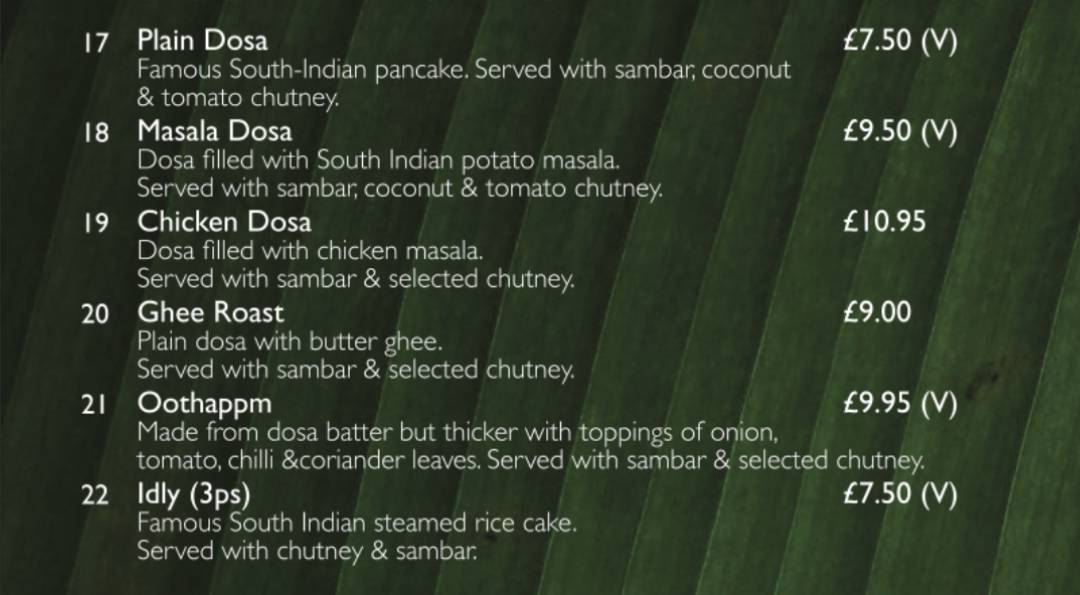 17 Plain Dosa £7.50 (V)
Famous South-Indian pancake. Served with sambar, coconut
& tomato chutney.
18 Masala Dosa £9.50 (V)
Dosa filled with South Indian potato masala.
Served with sambar, coconut & tomato chutney.
19 Chicken Dosa £10.95
Dosa filled with chicken masala.
Served with sambar & selected chutney.
20 Ghee Roast £9.00
Plain dosa with butter ghee.
Served with sambar & selected chutney.
21 Oothappm £9.95 (V)
Made from dosa batter but thicker with toppings of onion,
tomato, chilli &coriander leaves. Served with sambar & selected chutney.
22 Idly (3ps) £7.50 (V)
Famous South Indian steamed rice cake.
Served with chutney & sambar.